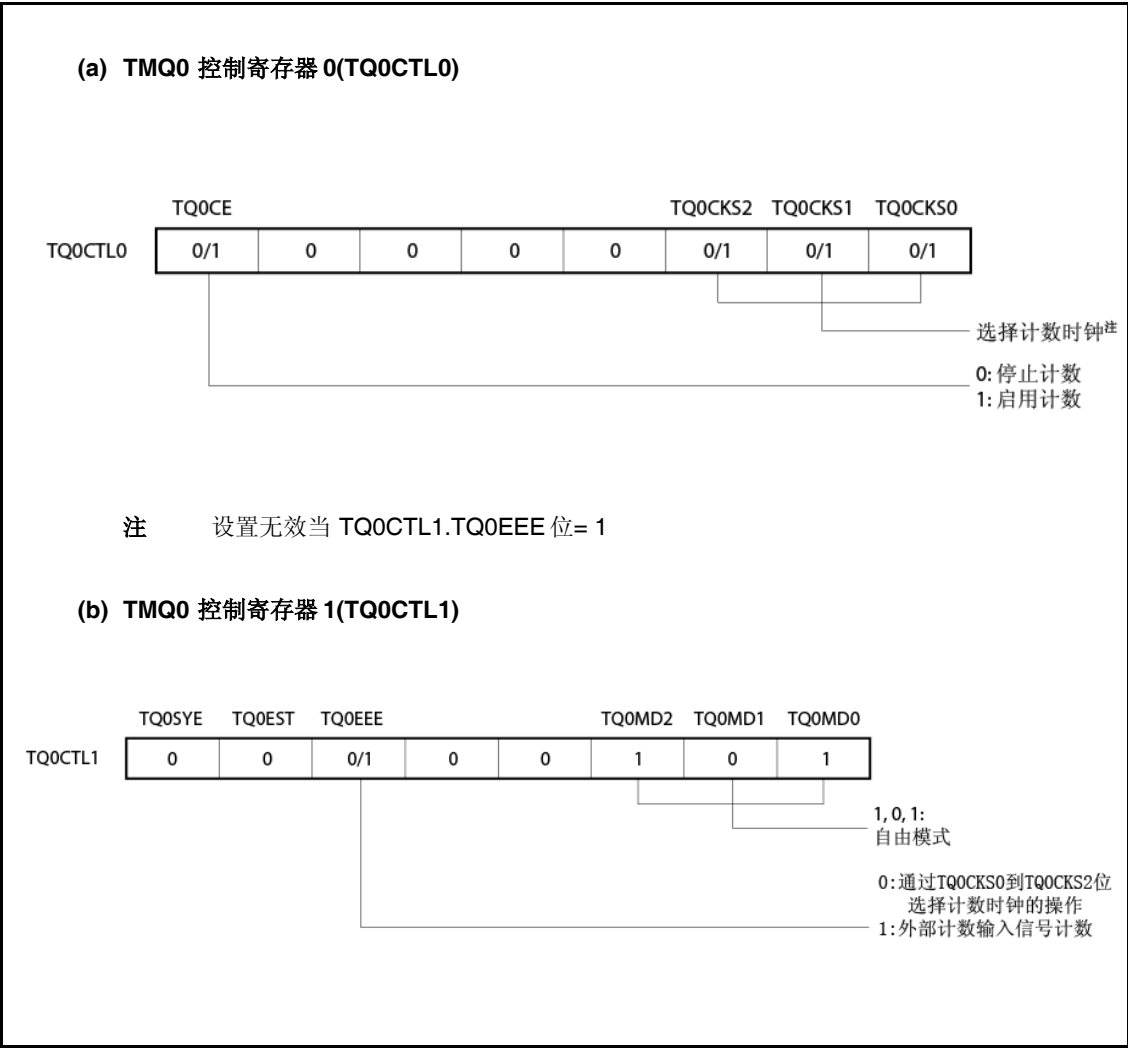 (a) TMQ0 控制寄存器 0(TQ0CTL0)
TQ0CE TQ0CKS2 TQ0CKS1 TQ0CKS0
TQ0CTL0 0/1 0 0 0 0 0/1 0/1 0/1
选择计数时钟注
0: 停止计数
1: 启用计数
注 设置无效当 TQ0CTL1.TQ0EEE 位= 1
(b) TMQ0 控制寄存器 1(TQ0CTL1)
TQ0SYE TQ0EST TQ0EEE TQ0MD2 TQ0MD1 TQ0MD0
TQ0CTL1 0 0 0/1 0 0 1 0 1
1, 0, 1:
自由模式
0:通过TQ0CKS0到TQ0CKS2位
选择计数时钟的操作
1:外部计数输入信号计数